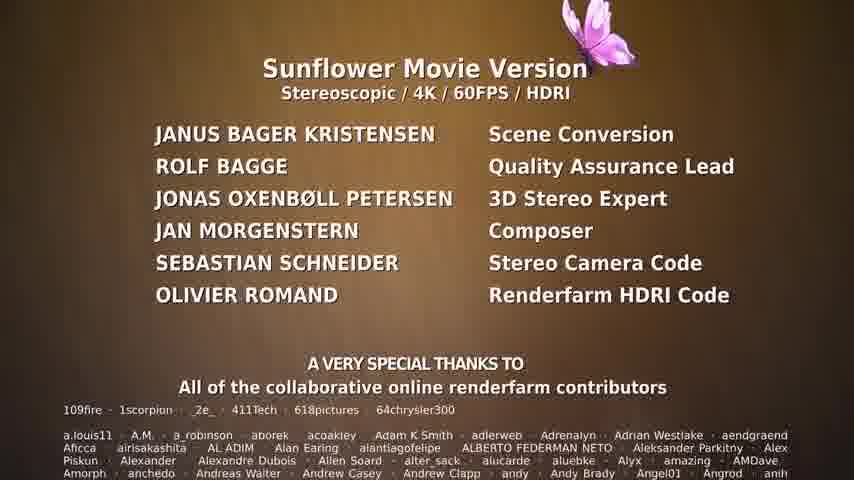 Sunflower Movie Version
Stereoscopic / 4K / 60FPS / HDRI
JANUS BAGER KRISTENSEN Scene Conversion
ROLF BAGGE Quality Assurance Lead
JONAS OXENBØLL PETERSEN 3D Stereo Expert
JAN MORGENSTERN Composer
SEBASTIAN SCHNEIDER Stereo Camera Code
OLIVIER ROMAND Renderfarm HDRI Code
A VERY SPECIAL THANKS TO
All of the collaborative online renderfarm contributors
109fire · 1scorpion · _2e_ · 411Tech · 618pictures · 64chrysler300
a.louis11 · A.M. · a_robinson · aborek · acoakley · Adam K Smith · adlerweb · Adrenalyn · Adrian Westlake · aendgraend
Aficca · airisakashita · AL ADIM · Alan Earing · alantiagofelipe · ALBERTO FEDERMAN NETO · Aleksander Parkitny · Alex
Piskun · Alexander · Alexandre Dubois · Allen Soard · alter_sack · alucarde · aluebke · Alyx · amazing · AMDave
Amorph · anchedo · Andreas Walter · Andrew Casey · Andrew Clapp · andy · Andy Brady · Angel01 · Angrod